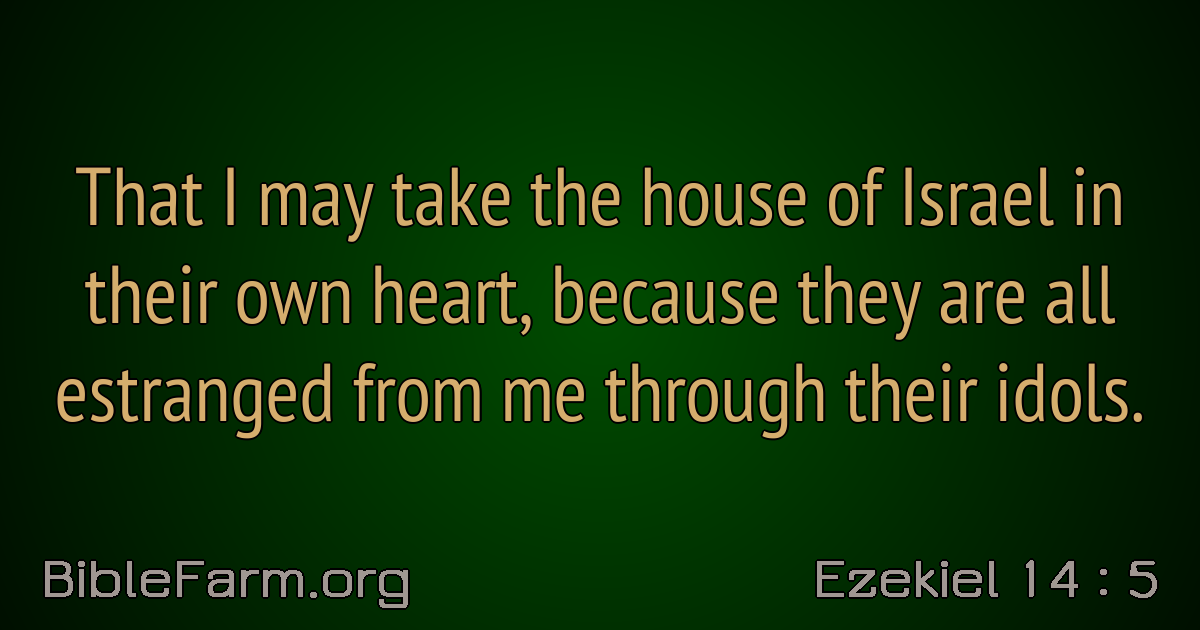 That I may take the house of Israel in
their own heart, because they are all
estranged from me through their idols.
BibleFarm.org
Ezekiel 14 : 5